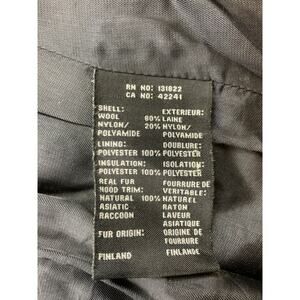 RN NO: 131822
CA NO: 42241
SHELL: EXTERIEUR:
WOOL 80% LAINE
NYLON/ 20% NYLON/
POLYAMIDE POLYAMIDE
LINING: DOUBLURE:
POLYESTER 100% POLYESTER
INSULATION: ISOLATION:
POLYESTER 100% POLYESTER
REAL FUR FOURRURE DE
HOOD TRIM: VERITABLE:
NATURAL 100% NATUREL
ASIATIC RATON
RACCOON LAVEUR
ASIATIQUE
FUR ORIGIN: ORIGINE DE
FOURRURE
FINLAND FINLANDE